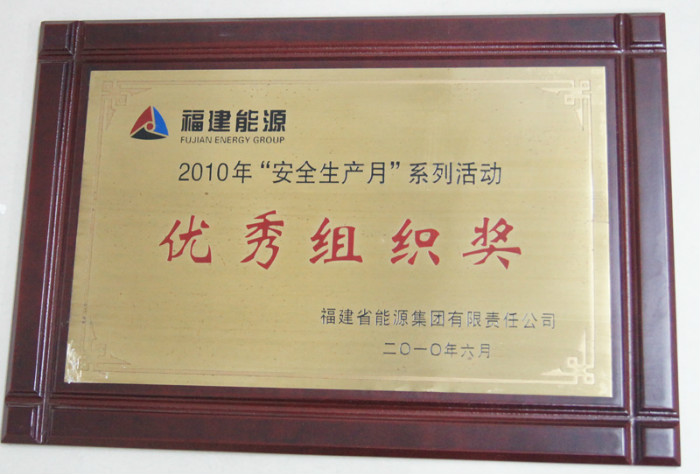 福建能源
FUJIAN ENERGY GROUP
2010年“安全生产月”系列活动
优秀组织奖
福建省能源集团有限责任公司
二〇一〇年六月